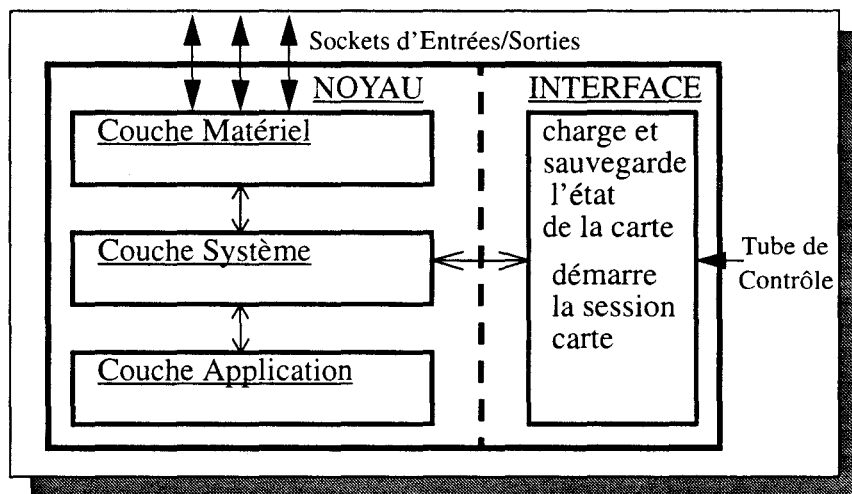 Sockets d'Entrées/Sorties
NOYAU
INTERFACE
Couche Matériel
Couche Système
Couche Application
charge et
sauvegarde
l'état
de la carte
démarre
la session
carte
Tube de
Contrôle